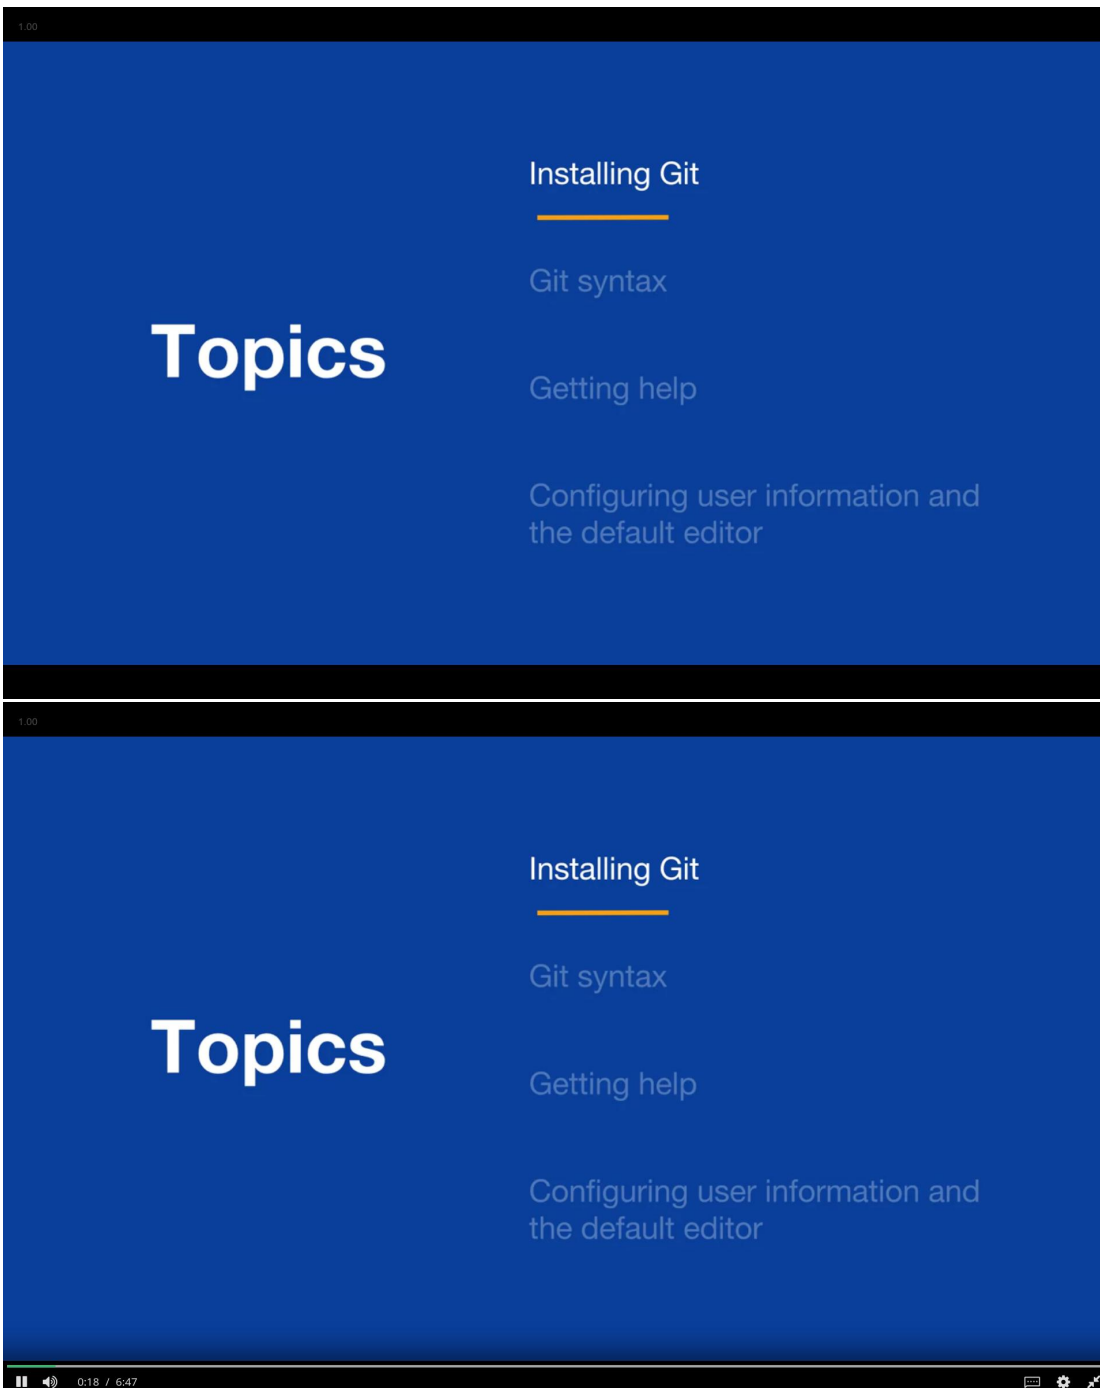 1.00
Installing Git
Git syntax
Topics
Getting help
Configuring user information and
the default editor
1.00
Installing Git
Git syntax
Topics
Getting help
Configuring user information and
the default editor
0:18 / 6:47